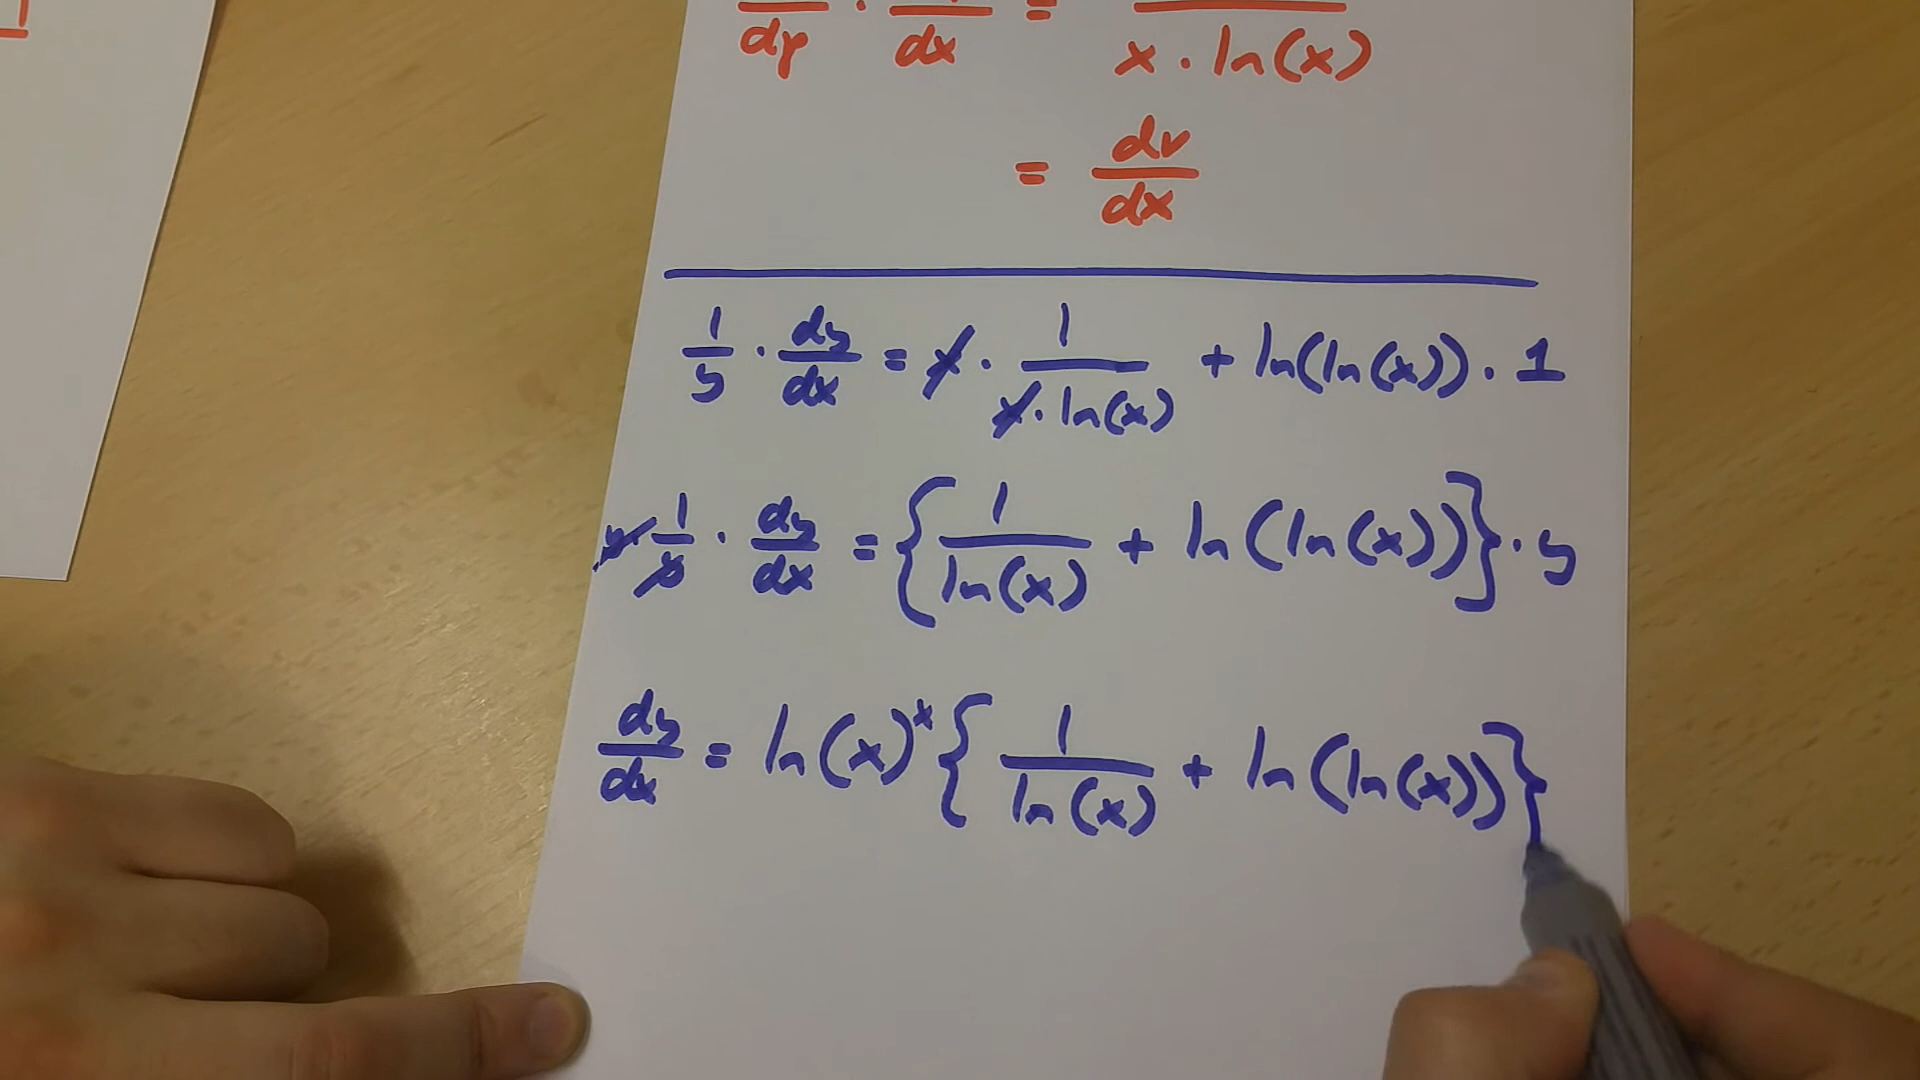 dp · dx = x · ln(x)
= dv/dx
1/y · dy/dx = x · 1/(x · ln(x)) + ln(ln(x)) · 1
y · 1/y · dy/dx = {1/ln(x) + ln(ln(x))} · y
dy/dx = ln(x)^x {1/ln(x) + ln(ln(x))}